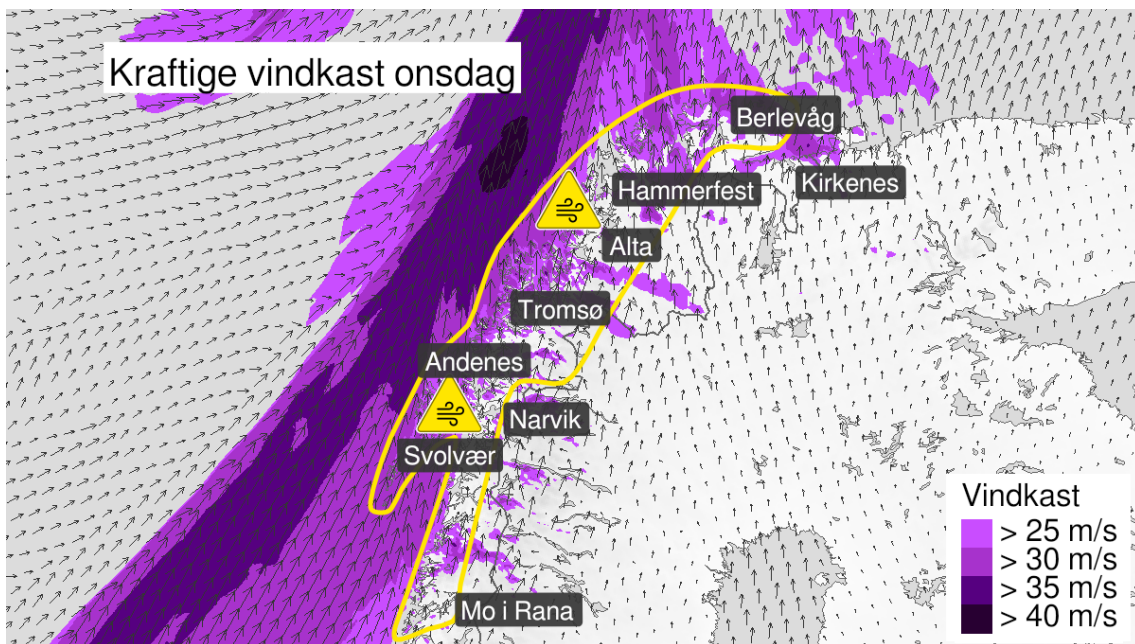 Kraftige vindkast onsdag
Berlevåg
Hammerfest
Kirkenes
Alta
Tromsø
Andenes
Narvik
Svolvær
Mo i Rana
Vindkast
> 25 m/s
> 30 m/s
> 35 m/s
> 40 m/s